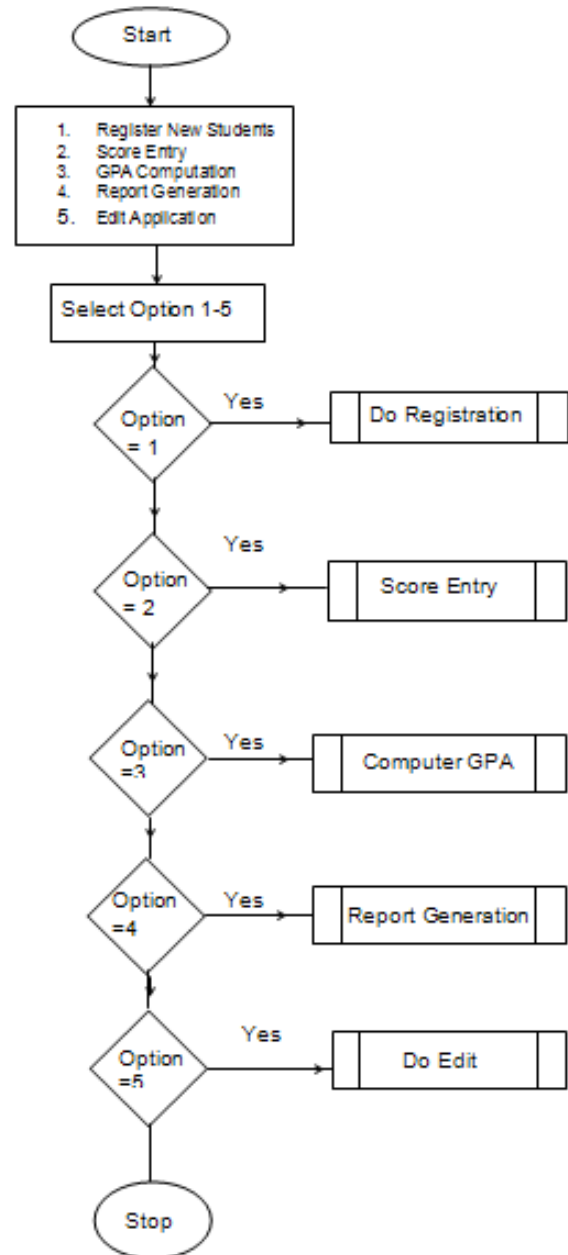 Start
1. Register New Students
2. Score Entry
3. GPA Computation
4. Report Generation
5. Edit Application
Select Option 1-5
Option
= 1
Yes
Do Registration
Option
= 2
Yes
Score Entry
Option
=3
Yes
Computer GPA
Option
=4
Yes
Report Generation
Option
=5
Yes
Do Edit
Stop